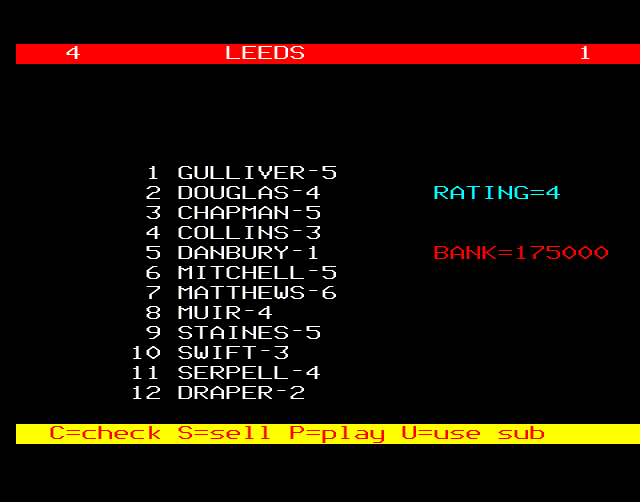 4 LEEDS 1
1 GULLIVER-5
2 DOUGLAS-4 RATING=4
3 CHAPMAN-5
4 COLLINS-3
5 DANBURY-1 BANK=175000
6 MITCHELL-5
7 MATTHEWS-6
8 MUIR-4
9 STAINES-5
10 SWIFT-3
11 SERPELL-4
12 DRAPER-2
C=check S=sell P=play U=use sub